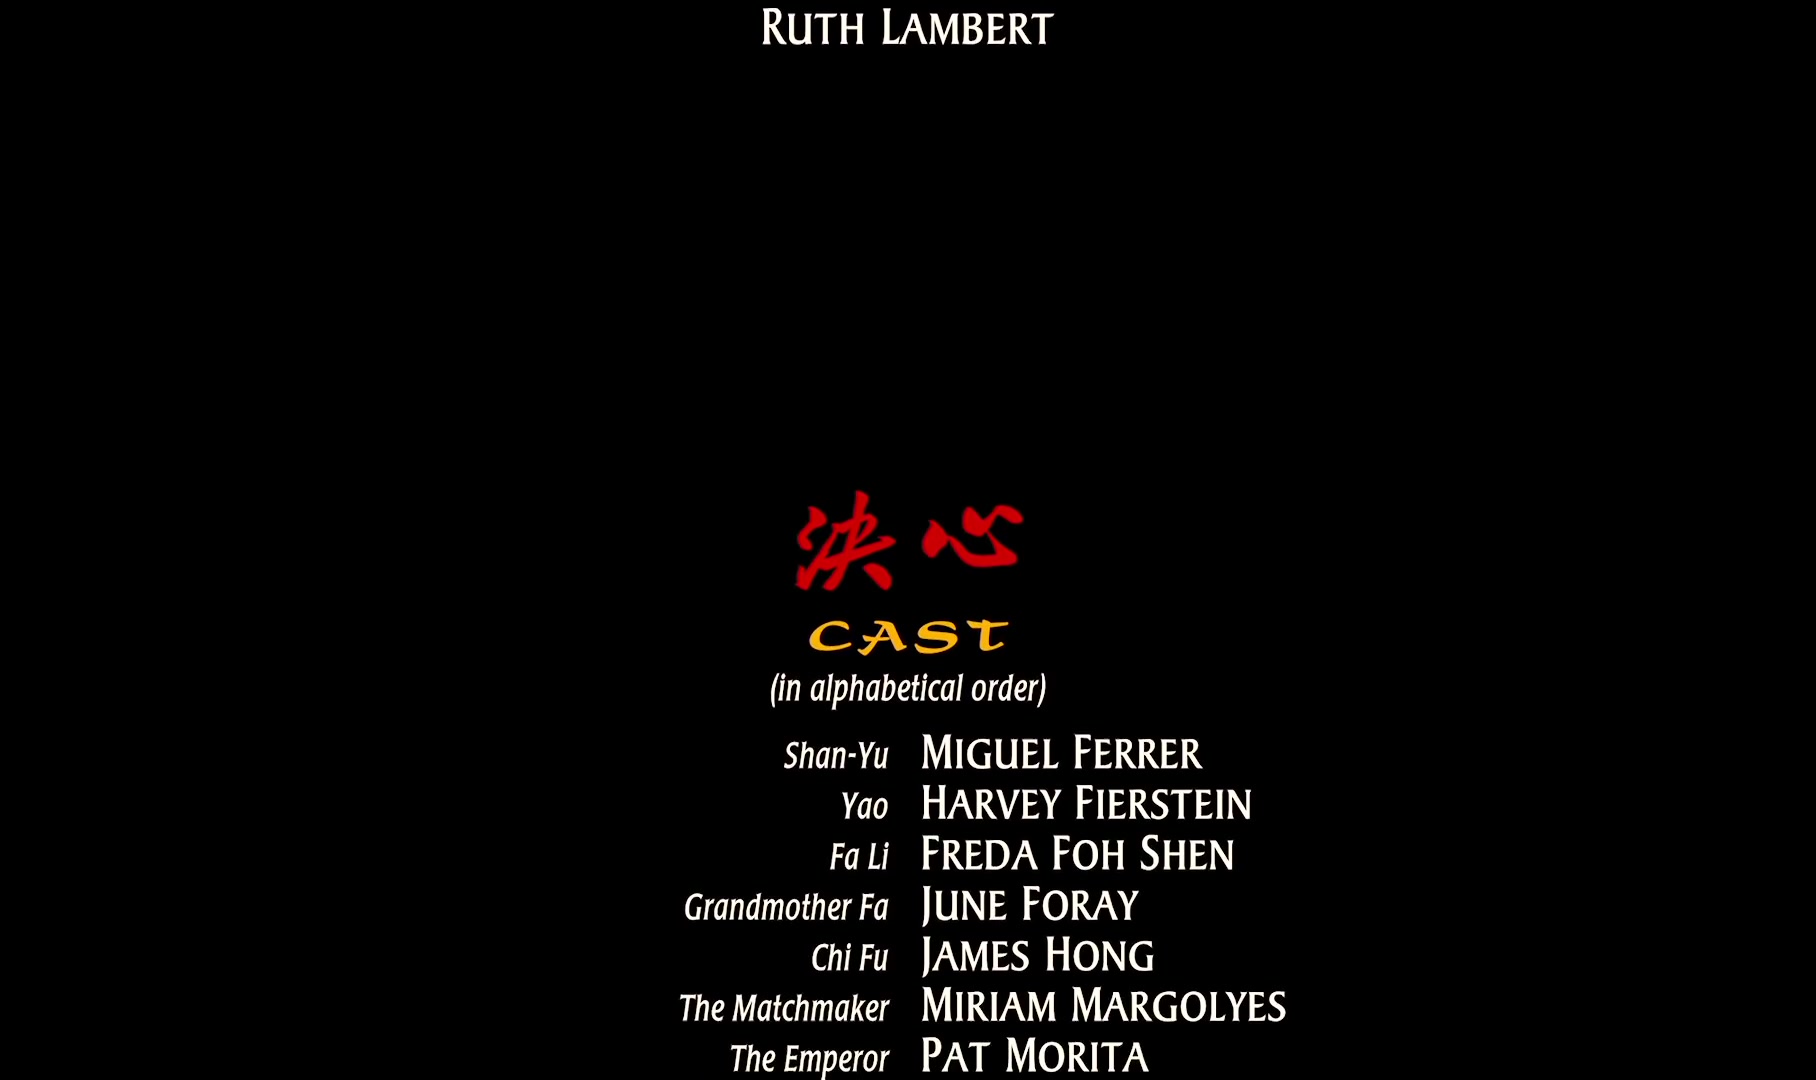 RUTH LAMBERT
決心
CAST
(in alphabetical order)
Shan-Yu MIGUEL FERRER
Yao HARVEY FIERSTEIN
Fa Li FREDA FOH SHEN
Grandmother Fa JUNE FORAY
Chi Fu JAMES HONG
The Matchmaker MIRIAM MARGOLYES
The Emperor PAT MORITA